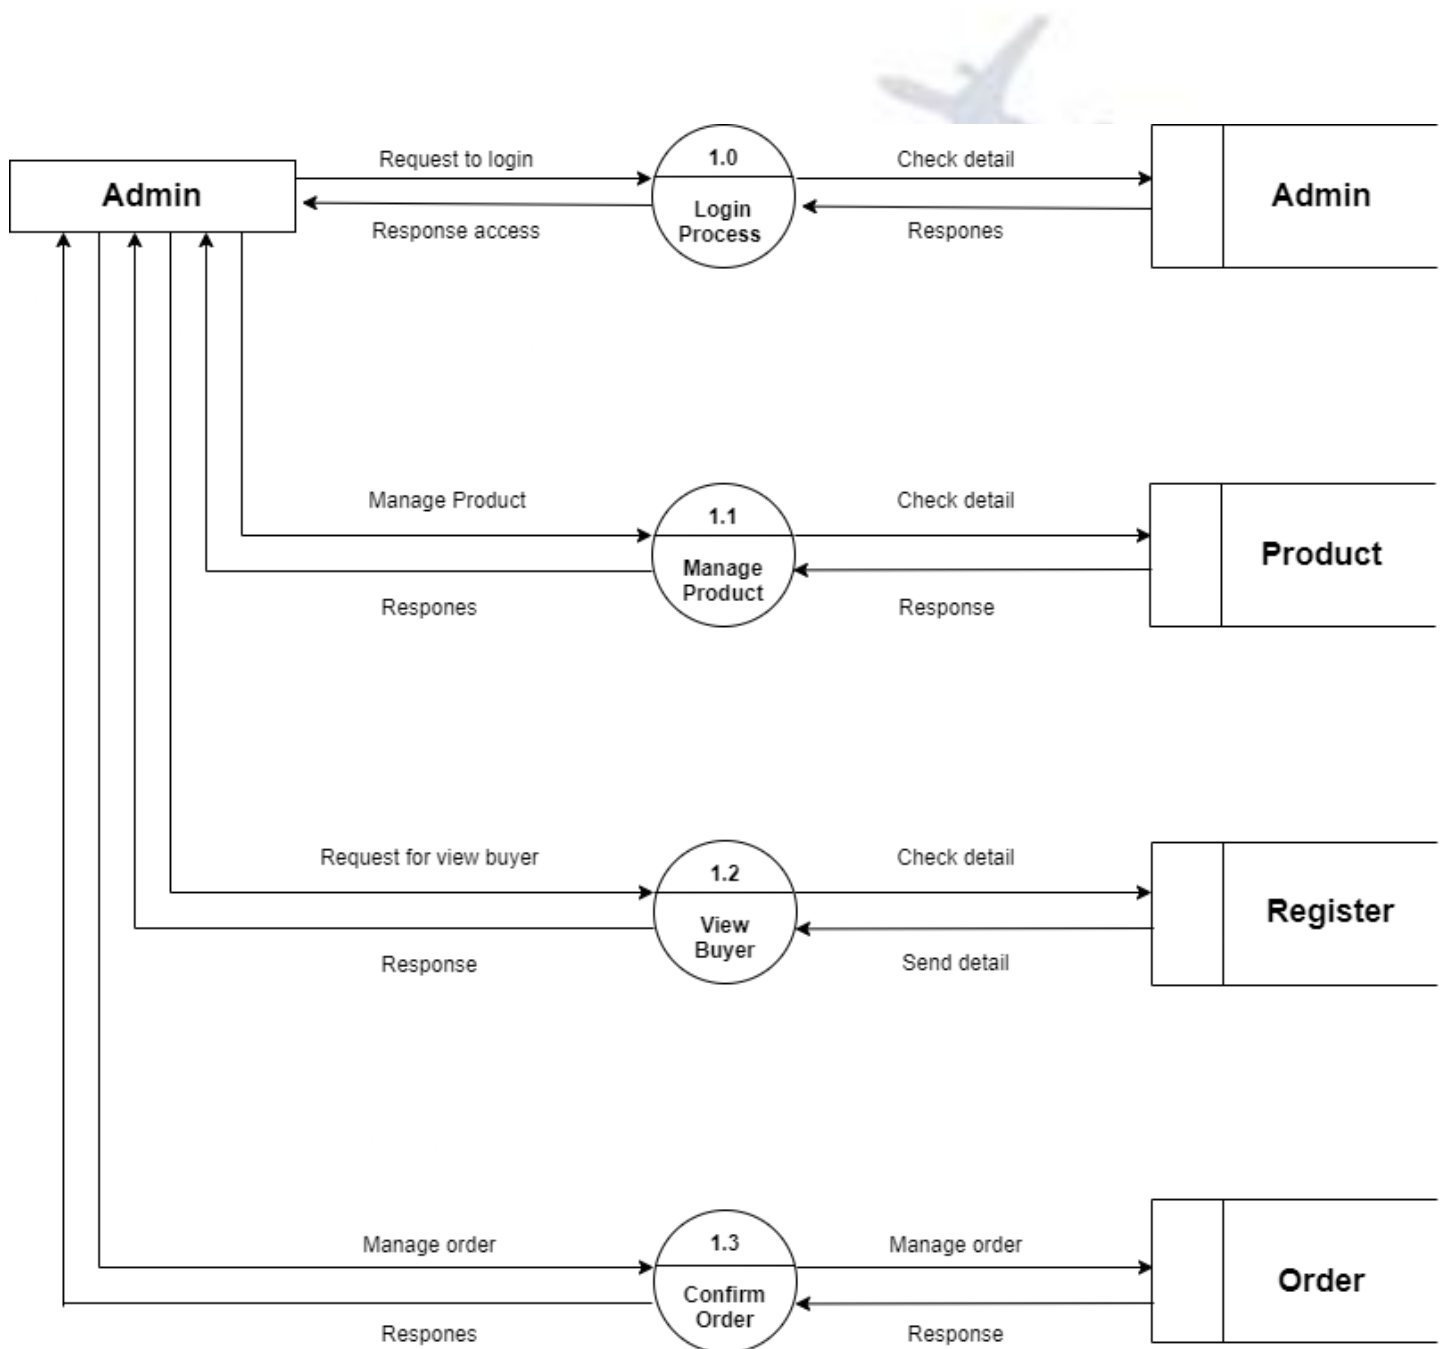 Request to login
1.0
Check detail
Admin
Login
Process
Admin
Response access
Respones
Manage Product
1.1
Check detail
Manage
Product
Product
Respones
Response
Request for view buyer
1.2
Check detail
View
Buyer
Register
Response
Send detail
Manage order
1.3
Manage order
Confirm
Order
Order
Respones
Response